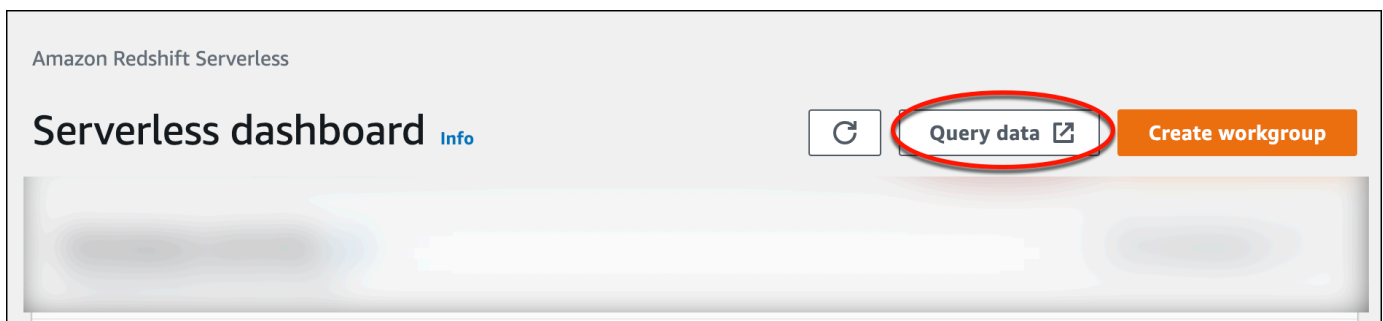 Amazon Redshift Serverless
Serverless dashboard Info
Query data
Create workgroup